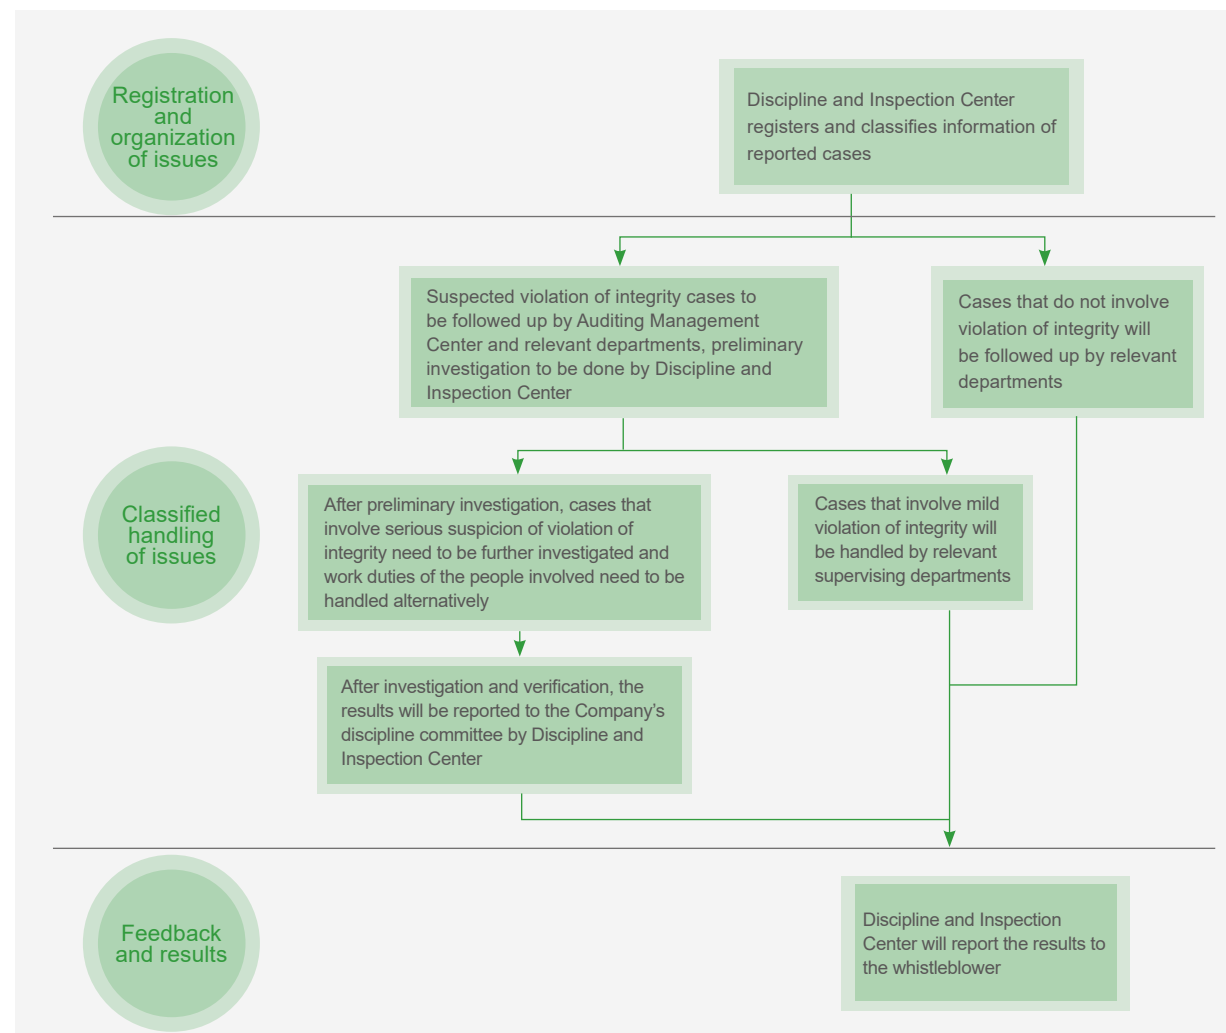 Registration
and
organization
of issues
Discipline and Inspection Center
registers and classifies information of
reported cases
Suspected violation of integrity cases to
be followed up by Auditing Management
Center and relevant departments, preliminary
investigation to be done by Discipline and
Inspection Center
Cases that do not involve
violation of integrity will
be followed up by relevant
departments
Classified
handling
of issues
After preliminary investigation, cases that
involve serious suspicion of violation of
integrity need to be further investigated and
work duties of the people involved need to be
handled alternatively
Cases that involve mild
violation of integrity will
be handled by relevant
supervising departments
After investigation and verification, the
results will be reported to the Company’s
discipline committee by Discipline and
Inspection Center
Feedback
and results
Discipline and Inspection
Center will report the results to
the whistleblower